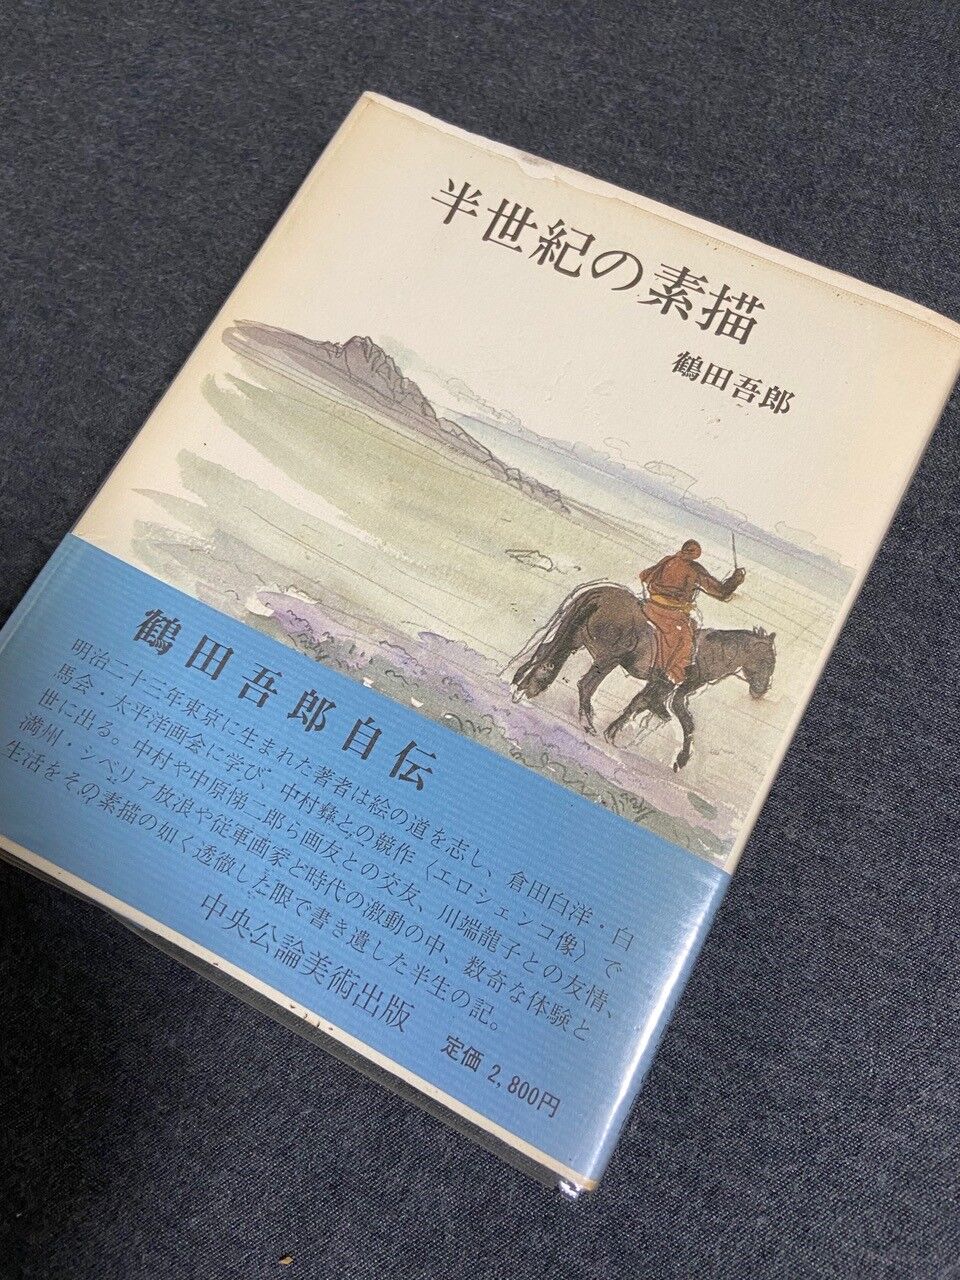 半世紀の素描
鶴田吾郎
鶴田吾郎自伝
明治二十三年東京に生まれた著者は絵の道を志し、倉田白洋・白
馬会・太平洋画会に学び、中村彝との競作〈エロシェンコ像〉で
世に出る。中村や中原悌二郎ら画友との交友、川端龍子との友情、
満州・シベリア放浪や従軍画家と時代の激動の中、数奇な体験と
生活をその素描の如く透徹した眼で書き遺した半生の記。
中央公論美術出版
定価 2,800円